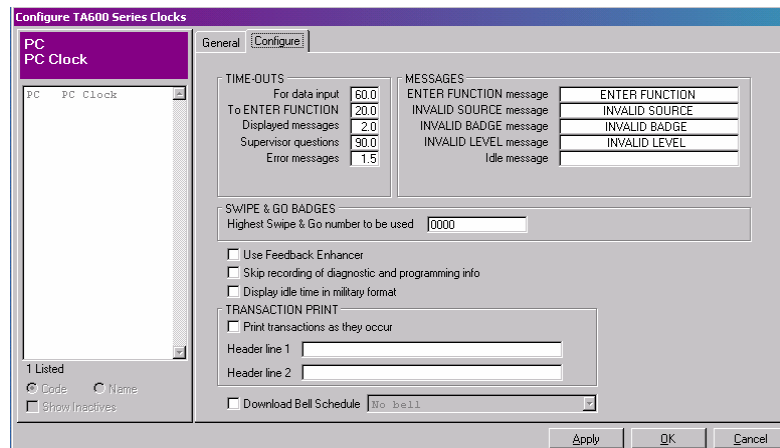 Configure TA600 Series Clocks
PC
PC Clock
PC PC Clock
1 Listed
Code Name
Show Inactives
General Configure
TIME-OUTS
For data input 60.0
To ENTER FUNCTION 20.0
Displayed messages 2.0
Supervisor questions 90.0
Error messages 1.5
MESSAGES
ENTER FUNCTION message ENTER FUNCTION
INVALID SOURCE message INVALID SOURCE
INVALID BADGE message INVALID BADGE
INVALID LEVEL message INVALID LEVEL
Idle message
SWIPE & GO BADGES
Highest Swipe & Go number to be used 0000
Use Feedback Enhancer
Skip recording of diagnostic and programming info
Display idle time in military format
TRANSACTION PRINT
Print transactions as they occur
Header line 1
Header line 2
Download Bell Schedule No bell
Apply OK Cancel